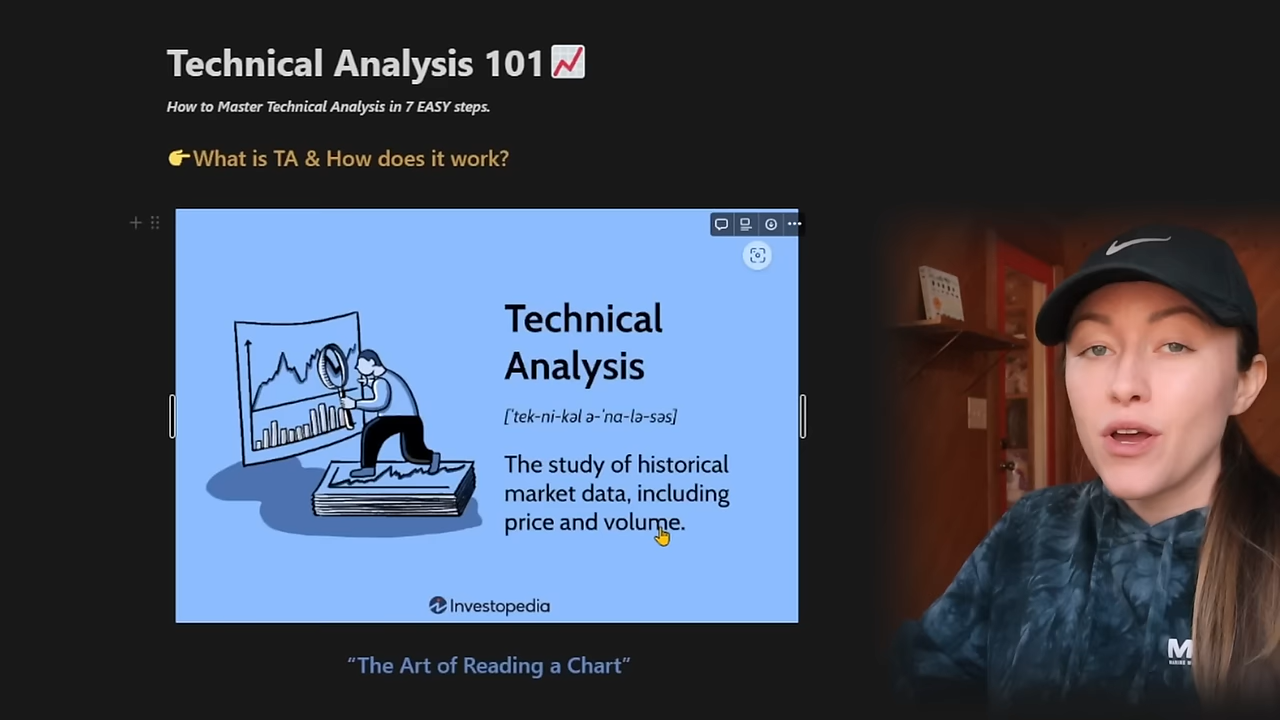 Technical Analysis 101
How to Master Technical Analysis in 7 EASY steps.
What is TA & How does it work?
Technical
Analysis
[ˈtek-ni-kəl ə-ˈna-lə-səs]
The study of historical
market data, including
price and volume.
Investopedia
“The Art of Reading a Chart”
M